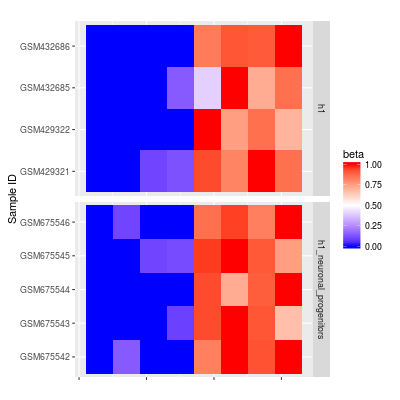 Sample ID
GSM432686
GSM432685
GSM429322
GSM429321
h1
GSM675546
GSM675545
GSM675544
GSM675543
GSM675542
h1_neuronal_progenitors
beta
1.00
0.75
0.50
0.25
0.00